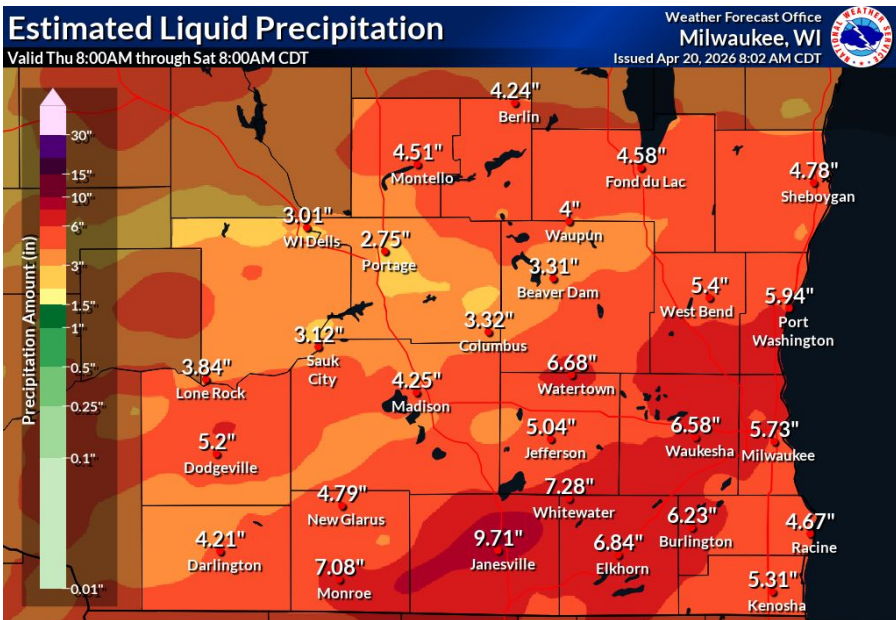 Estimated Liquid Precipitation
Valid Thu 8:00AM through Sat 8:00AM CDT
Weather Forecast Office
Milwaukee, WI
Issued Apr 20, 2026 8:02 AM CDT
NATIONAL WEATHER SERVICE
Precipitation Amount (in)
30"
15"
10"
6"
3"
1.5"
1"
0.5"
0.25"
0.1"
0.01"
4.24"
Berlin
4.51"
Montello
4.58"
Fond du Lac
4.78"
Sheboygan
3.01"
WI Dells
2.75"
Portage
4"
Waupun
3.31"
Beaver Dam
5.4"
West Bend
5.94"
Port
Washington
3.12"
Sauk
City
3.32"
Columbus
3.84"
Lone Rock
4.25"
Madison
6.68"
Watertown
5.2"
Dodgeville
5.04"
Jefferson
6.58"
Waukesha
5.73"
Milwaukee
4.79"
New Glarus
7.28"
Whitewater
4.21"
Darlington
9.71"
Janesville
6.84"
Elkhorn
6.23"
Burlington
4.67"
Racine
7.08"
Monroe
5.31"
Kenosha